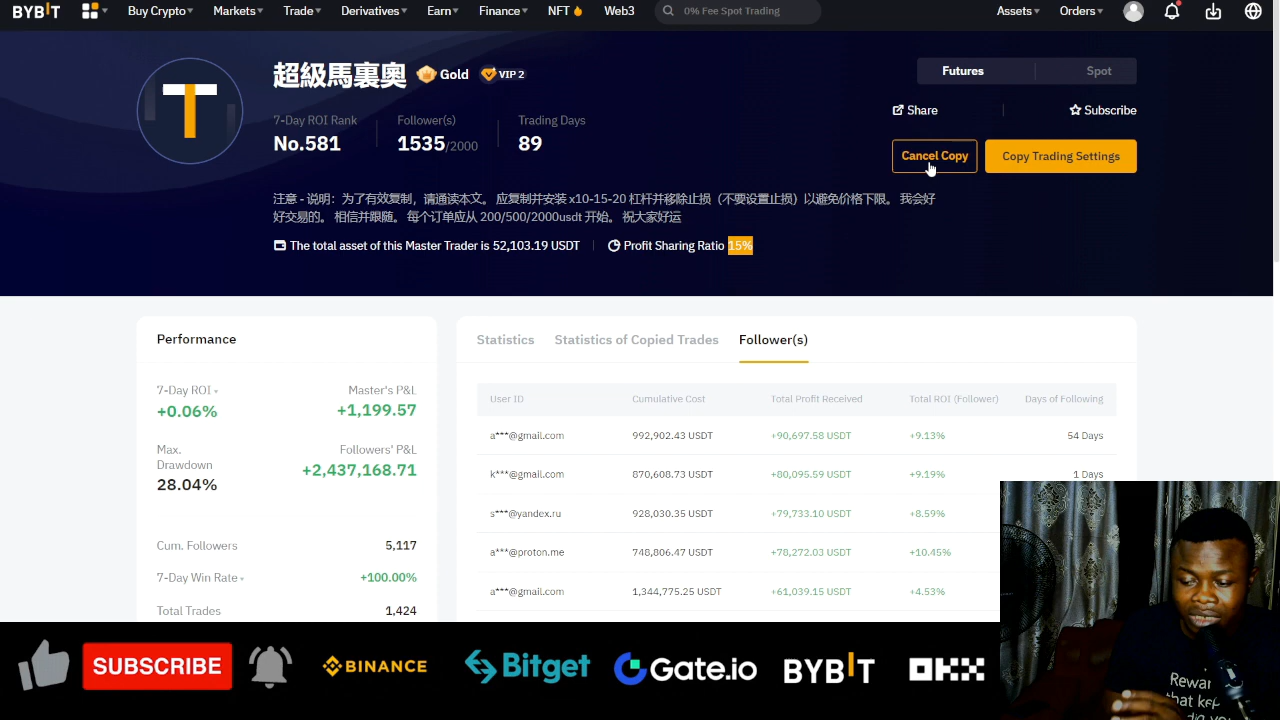 BYBIT Buy Crypto Markets Trade Derivatives Earn Finance NFT Web3 0% Fee Spot Trading Assets Orders
超級馬裏奧 Gold VIP 2
Futures Spot
Share Subscribe
7-Day ROI Rank Follower(s) Trading Days
No.581 1535/2000 89
Cancel Copy Copy Trading Settings
注意 - 说明：为了有效复制，请通读本文。 应复制并安装 x10-15-20 杠杆并移除止损（不要设置止损）以避免价格下限。 我会好
好交易的。 相信并跟随。 每个订单应从 200/500/2000usdt 开始。 祝大家好运
The total asset of this Master Trader is 52,103.19 USDT Profit Sharing Ratio 15%
Performance
7-Day ROI Master's P&L
+0.06% +1,199.57
Max.
Drawdown
Followers' P&L
28.04% +2,437,168.71
Cum. Followers 5,117
7-Day Win Rate +100.00%
Total Trades 1,424
Statistics Statistics of Copied Trades Follower(s)
User ID Cumulative Cost Total Profit Received Total ROI (Follower) Days of Following
a***@gmail.com 992,902.43 USDT +90,697.58 USDT +9.13% 54 Days
k***@gmail.com 870,608.73 USDT +80,095.59 USDT +9.19% 1 Days
s***@yandex.ru 928,030.35 USDT +79,733.10 USDT +8.59%
a***@proton.me 748,806.47 USDT +78,272.03 USDT +10.45%
a***@gmail.com 1,344,775.25 USDT +61,039.15 USDT +4.53%
SUBSCRIBE BINANCE Bitget Gate.io BYBIT OKX